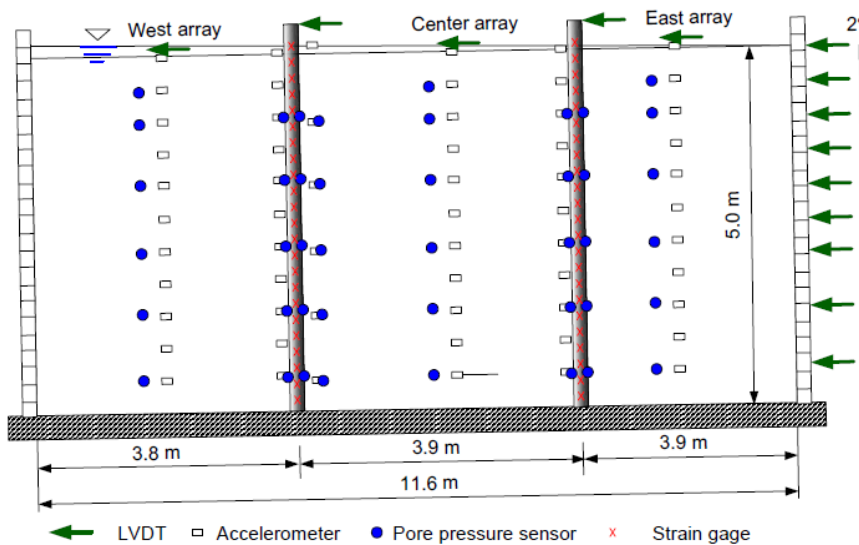 West array
Center array
East array
2º
5.0 m
3.8 m
3.9 m
3.9 m
11.6 m
LVDT
Accelerometer
Pore pressure sensor
x
Strain gage